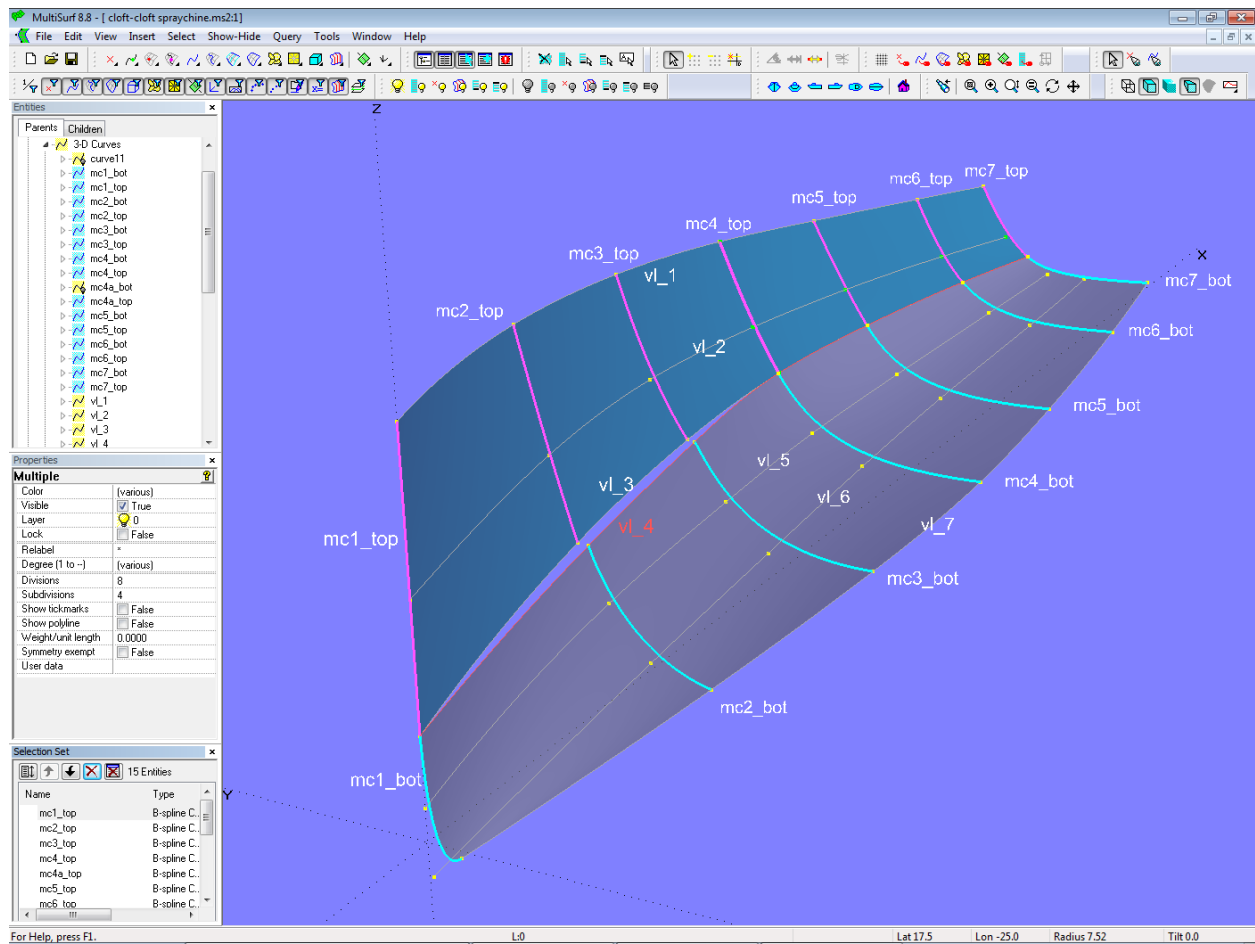 MultiSurf 8.8 - [ cloft-cloft spraychine.ms2:1]
File Edit View Insert Select Show-Hide Query Tools Window Help
Entities
Parents Children
3-D Curves
curve11
mc1_bot
mc1_top
mc2_bot
mc2_top
mc3_bot
mc3_top
mc4_bot
mc4_top
mc4a_bot
mc4a_top
mc5_bot
mc5_top
mc6_bot
mc6_top
mc7_bot
mc7_top
vl_1
vl_2
vl_3
vl_4
Properties
Multiple
Color (various)
Visible True
Layer 0
Lock False
Relabel *
Degree (1 to --) (various)
Divisions 8
Subdivisions 4
Show tickmarks False
Show polyline False
Weight/unit length 0.0000
Symmetry exempt False
User data
Selection Set
15 Entities
Name Type
mc1_top B-spline C..
mc2_top B-spline C..
mc3_top B-spline C..
mc4_top B-spline C..
mc4a_top B-spline C..
mc5_top B-spline C..
mc6_top B-spline C..
Z
mc7_top
mc6_top
mc5_top
mc4_top
mc3_top
X
vl_1
mc7_bot
mc2_top
mc6_bot
vl_2
mc5_bot
vl_5
mc4_bot
vl_3
vl_6
vl_4
vl_7
mc1_top
mc3_bot
mc2_bot
mc1_bot
Y
For Help, press F1. L:0 Lat 17.5 Lon -25.0 Radius 7.52 Tilt 0.0